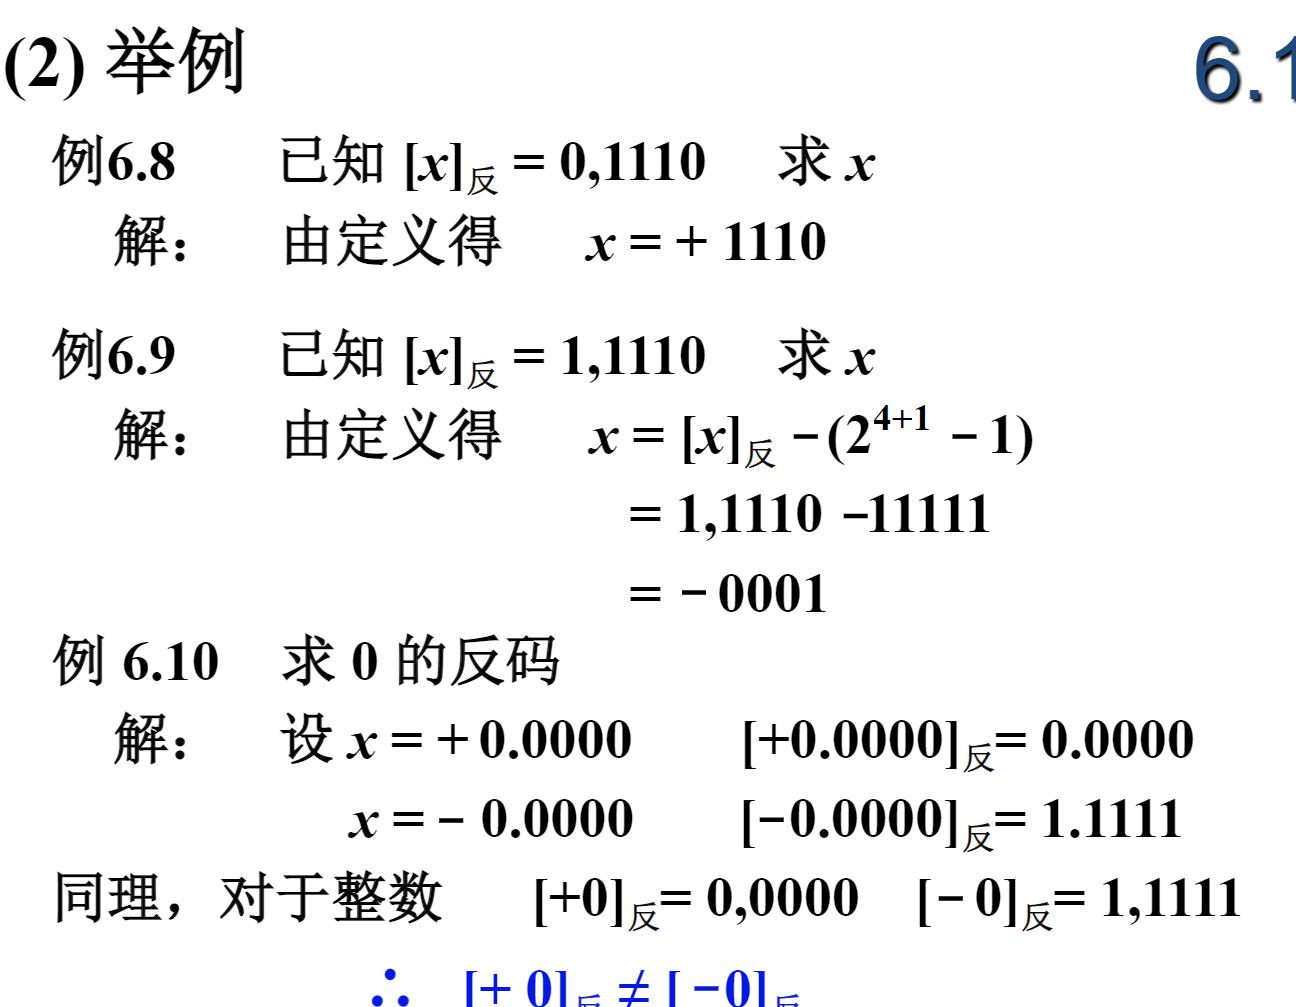 (2) 举例
6.1
例6.8 已知 [x]反 = 0,1110 求 x
解： 由定义得 x = + 1110
例6.9 已知 [x]反 = 1,1110 求 x
解： 由定义得 x = [x]反 －(2^4+1 － 1)
= 1,1110 －11111
= － 0001
例 6.10 求 0 的反码
解： 设 x = + 0.0000 [+0.0000]反= 0.0000
x = － 0.0000 [－0.0000]反= 1.1111
同理，对于整数 [+0]反= 0,0000 [－0]反= 1,1111
∴ [+ 0]反 ≠ [－0]反